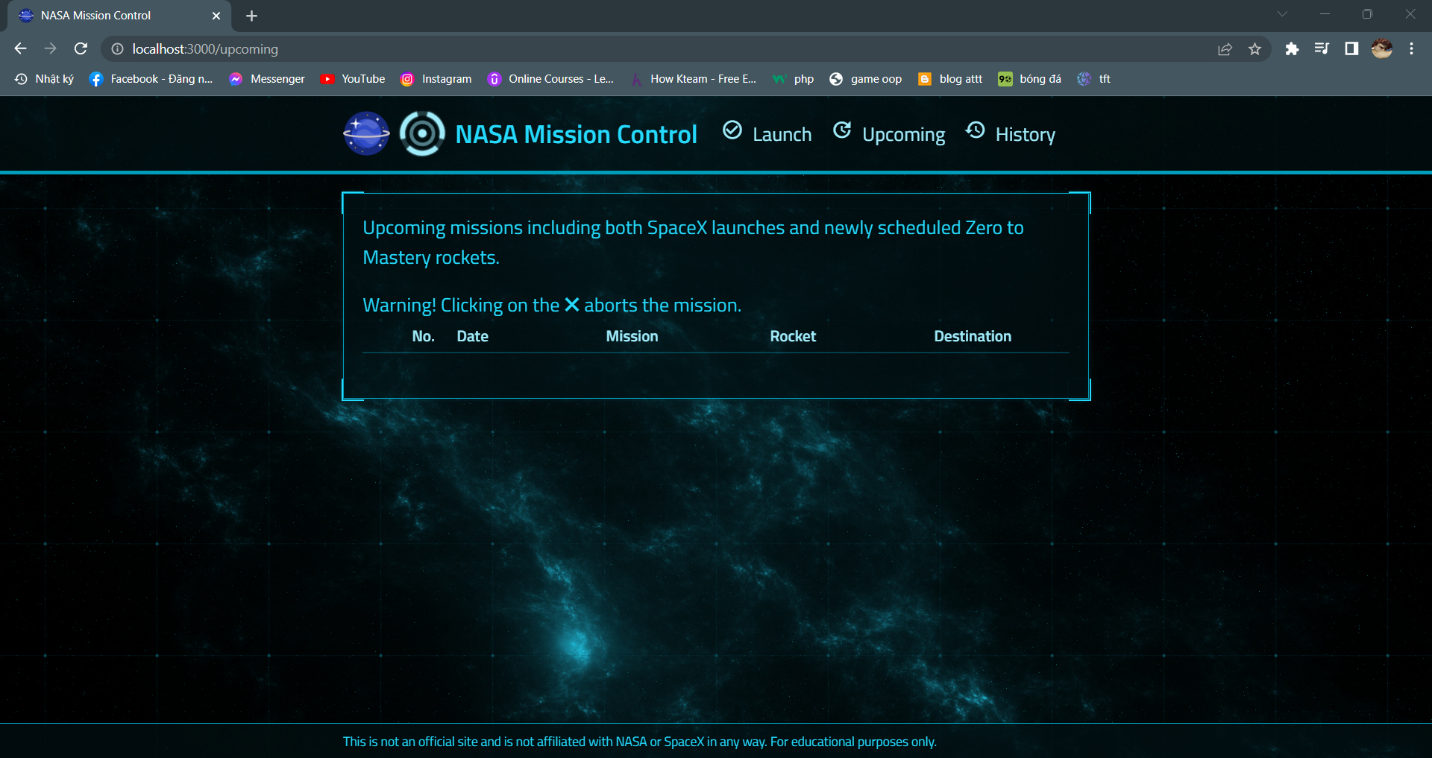 NASA Mission Control
localhost:3000/upcoming
Nhật ký Facebook - Đăng n... Messenger YouTube Instagram Online Courses - Le... How Kteam - Free E... php game oop blog attt bóng đá tft
NASA Mission Control Launch Upcoming History
Upcoming missions including both SpaceX launches and newly scheduled Zero to
Mastery rockets.
Warning! Clicking on the ✕ aborts the mission.
No. Date Mission Rocket Destination
This is not an official site and is not affiliated with NASA or SpaceX in any way. For educational purposes only.